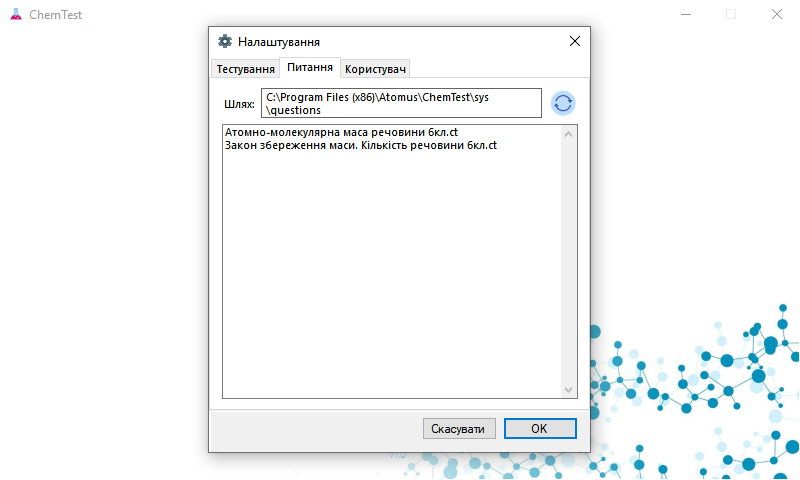 ChemTest
Налаштування
Тестування
Питання
Користувач
Шлях:
C:\Program Files (x86)\Atomus\ChemTest\sys
\questions
Атомно-молекулярна маса речовини 6кл.ct
Закон збереження маси. Кількість речовини 6кл.ct
Скасувати
OK
v1.0